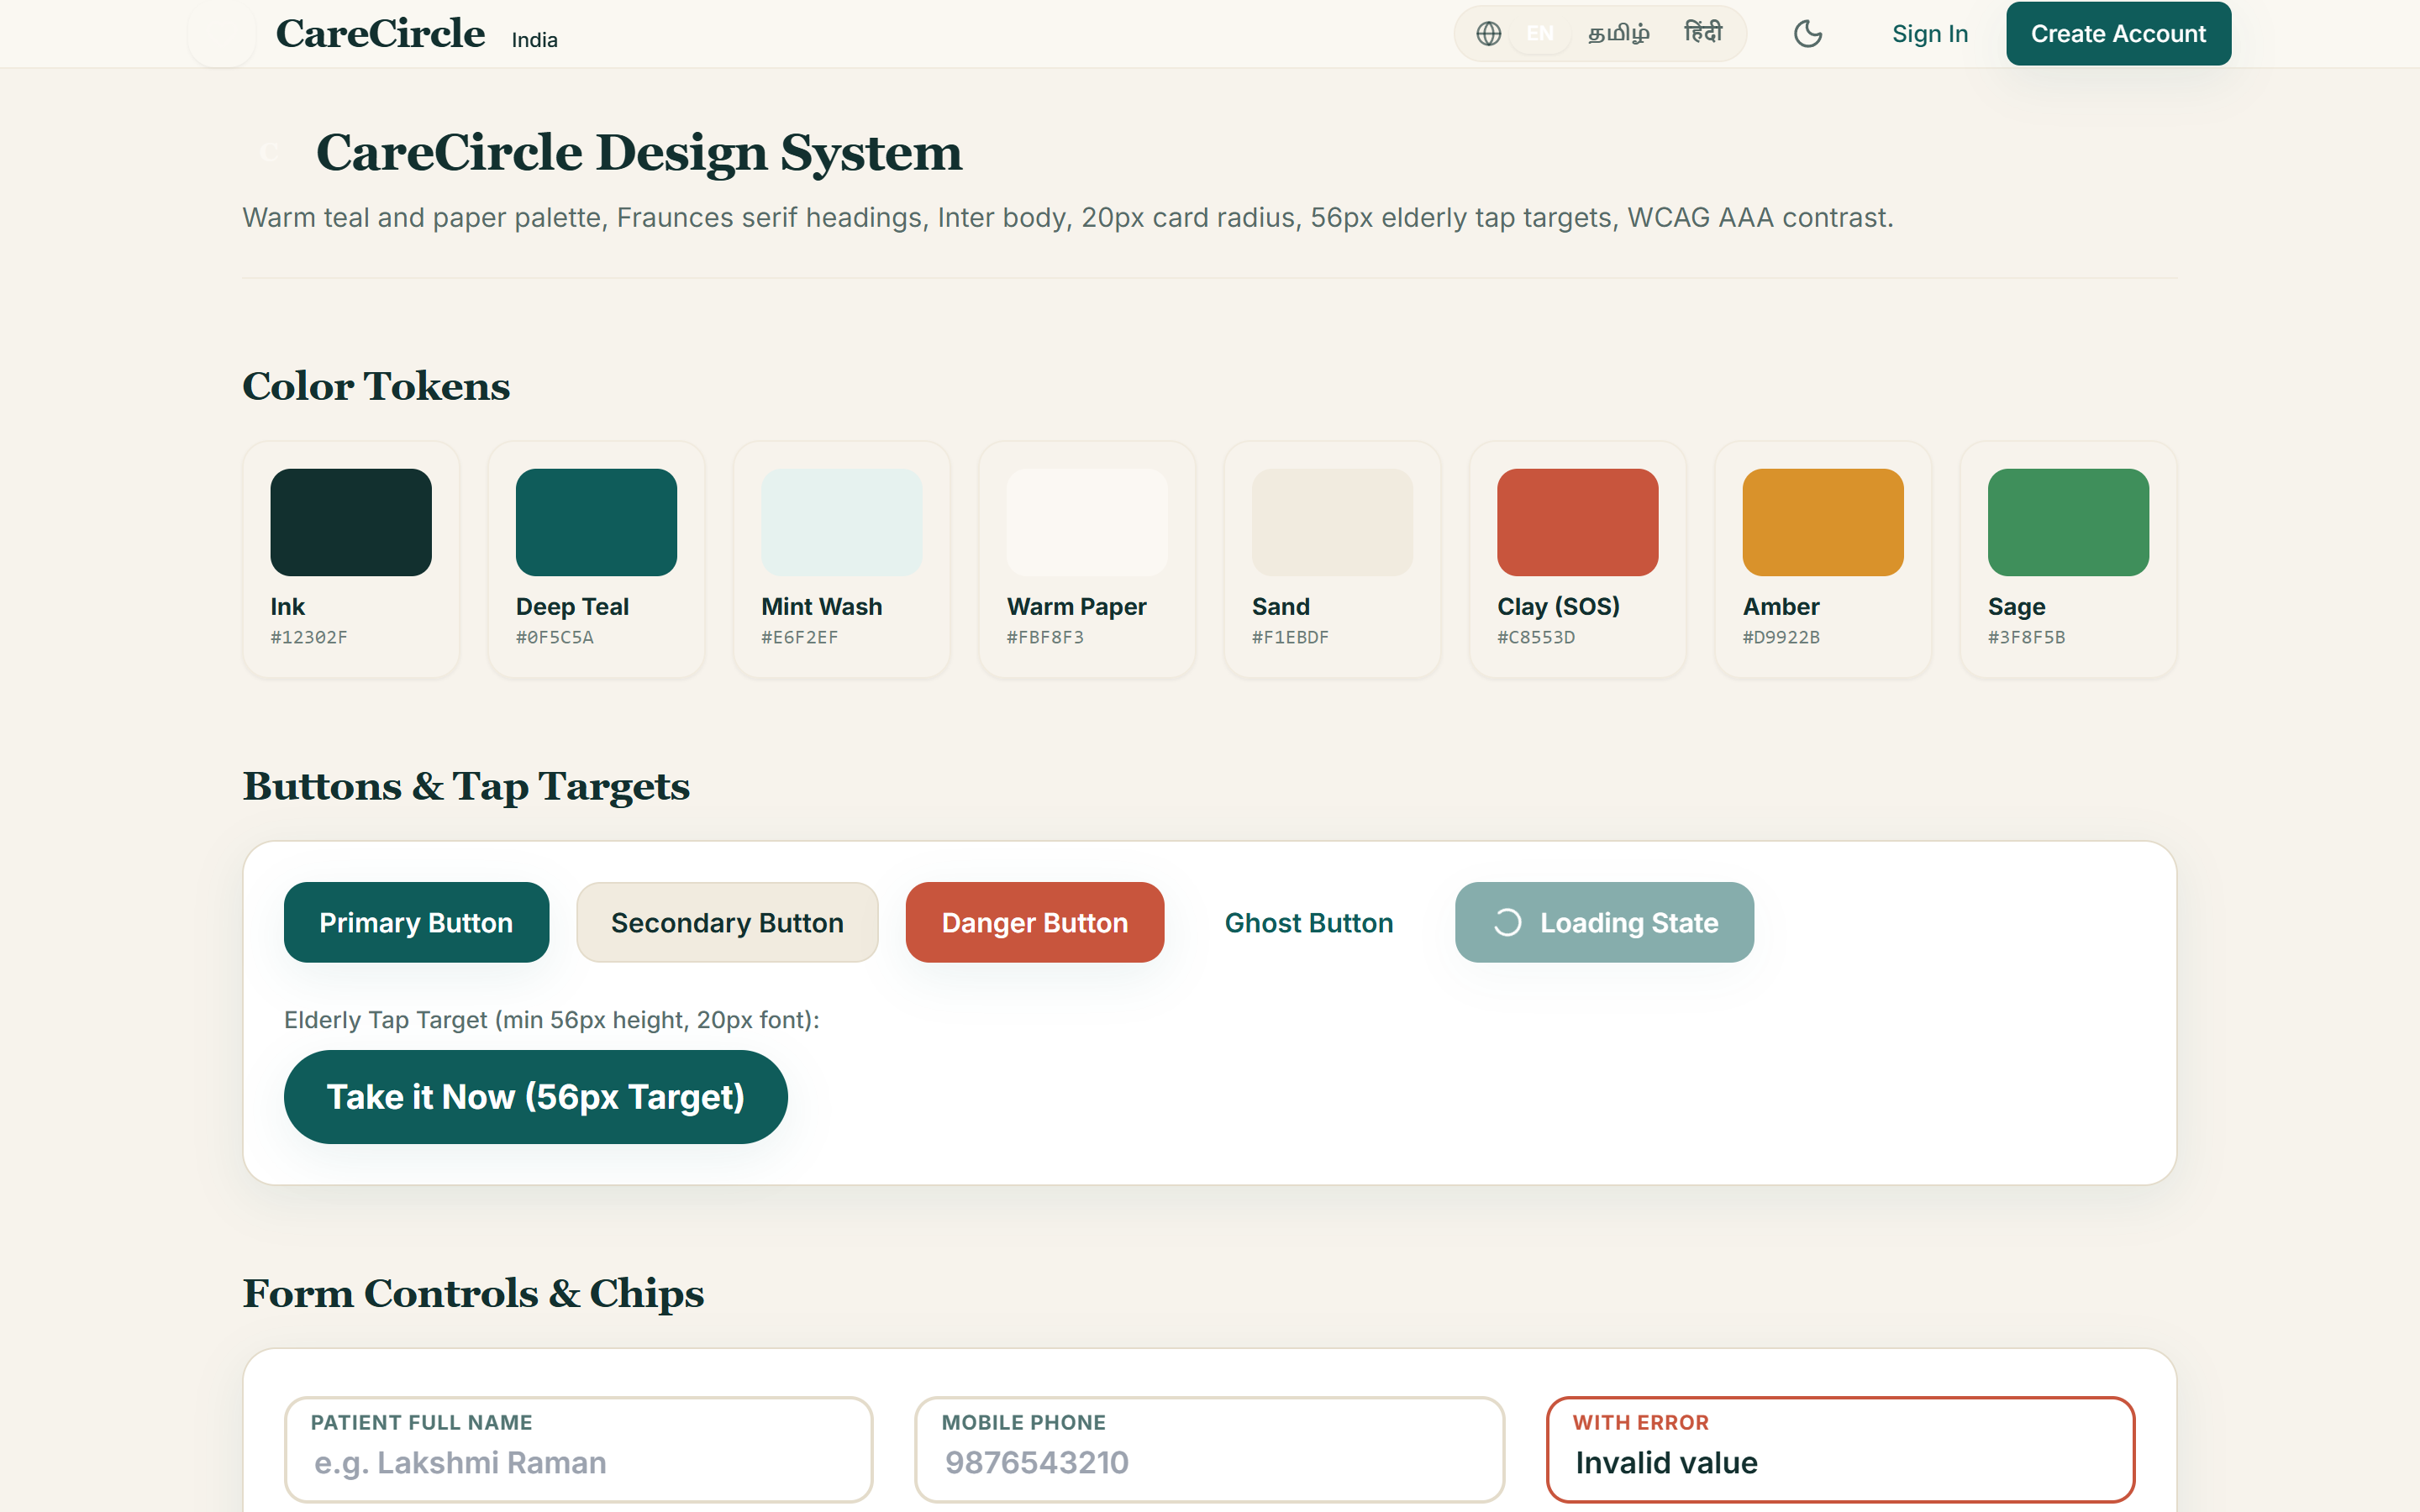 CareCircle India
EN தமிழ் हिंदी
Sign In
Create Account
C CareCircle Design System
Warm teal and paper palette, Fraunces serif headings, Inter body, 20px card radius, 56px elderly tap targets, WCAG AAA contrast.
Color Tokens
Ink
#12302F
Deep Teal
#0F5C5A
Mint Wash
#E6F2EF
Warm Paper
#FBF8F3
Sand
#F1EBDF
Clay (SOS)
#C8553D
Amber
#D9922B
Sage
#3F8F5B
Buttons & Tap Targets
Primary Button
Secondary Button
Danger Button
Ghost Button
Loading State
Elderly Tap Target (min 56px height, 20px font):
Take it Now (56px Target)
Form Controls & Chips
PATIENT FULL NAME
e.g. Lakshmi Raman
MOBILE PHONE
9876543210
WITH ERROR
Invalid value